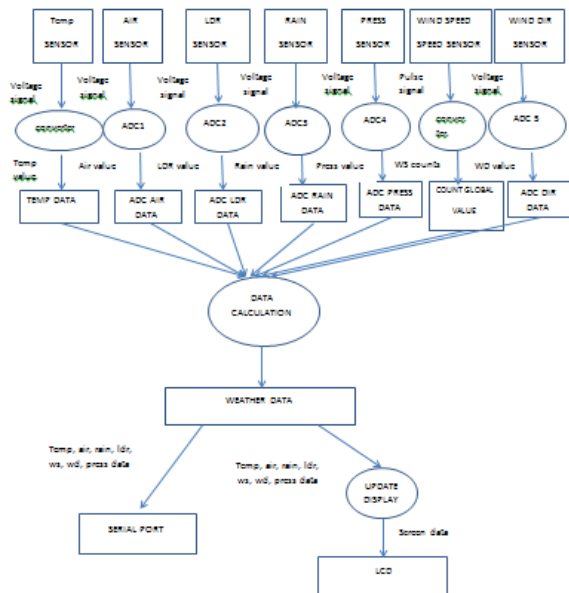 Temp
SENSOR
AIR
SENSOR
LDR
SENSOR
RAIN
SENSOR
PRESS
SENSOR
WIND SPEED
SPEED SENSOR
WIND DIR
SENSOR
Voltage
signal
Voltage
signal
Voltage
signal
Voltage
signal
Voltage
signal
Pulse
signal
Voltage
signal
ADC1
ADC2
ADC3
ADC4
ADC 5
Temp
value
Air value
LDR value
Rain value
Press value
WS counts
WD value
TEMP DATA
ADC AIR
DATA
ADC LDR
DATA
ADC RAIN
DATA
ADC PRESS
DATA
COUNT GLOBAL
VALUE
ADC DIR
DATA
DATA
CALCULATION
WEATHER DATA
Temp, air, rain, ldr,
ws, wd, press data
Temp, air, rain, ldr,
ws, wd, press data
UPDATE
DISPLAY
SERIAL PORT
Screen data
LCD